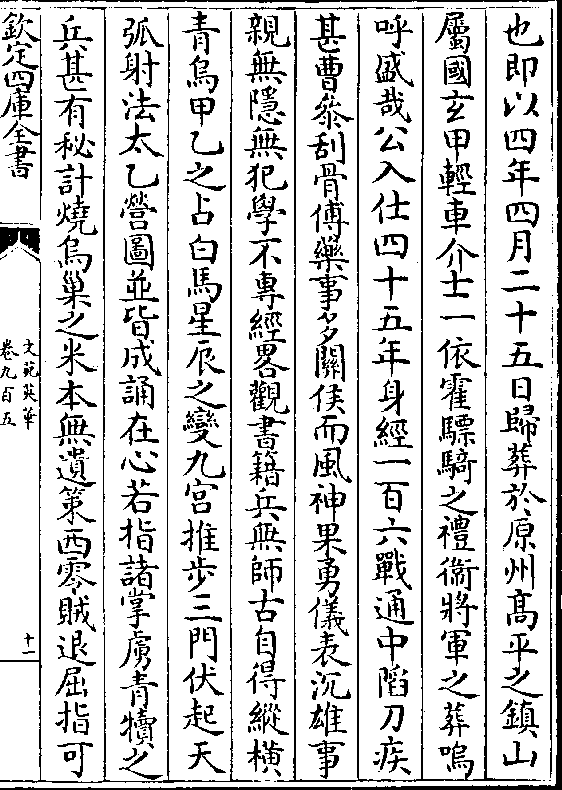 也即以四年四月二十五日歸葬於原州高平之鎮山
屬國玄甲輕車介士一依霍驃騎之禮衞將軍之葬嗚
呼盛哉公入仕四十五年身經一百六戰通中陷刀疾
甚曹參刮骨傅藥事多關侯而風神果勇儀表沉雄事
親無隱無犯學不專經畧觀書籍兵無師古自得縱橫
青烏甲乙之占白馬星辰之變九宮推步三門伏起天
弧射法太乙營圖並皆成誦在心若指諸掌虜青犢之
兵甚有秘計燒烏巢之米本無遺策西零賊退屈指可
欽定四庫全書
文苑英華
卷九百五
十一